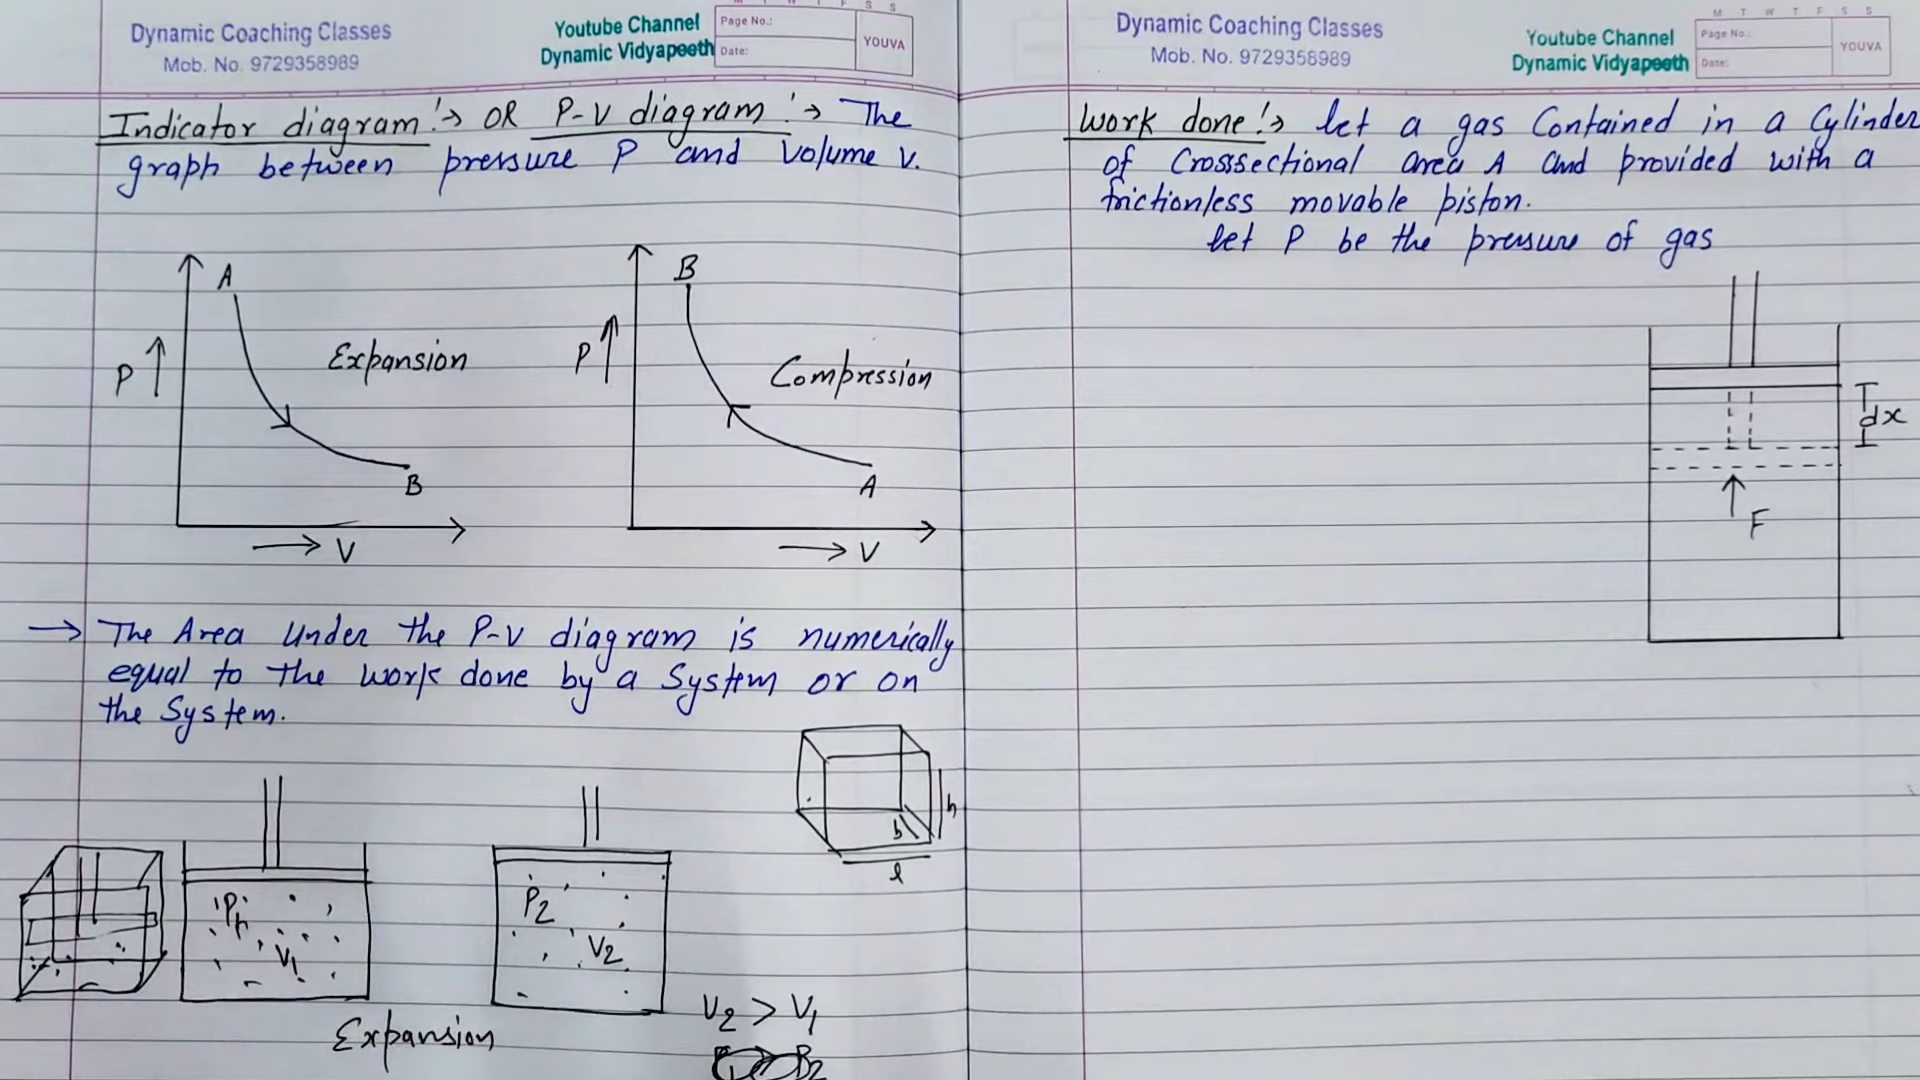 Dynamic Coaching Classes
Mob. No. 9729358989
Youtube Channel
Dynamic Vidyapeeth
Page No.:
Date:
YOUVA
Indicator diagram :→ OR P-V diagram :→ The
graph between pressure P and Volume V.
A
P
Expansion
B
V
B
P
Compression
A
V
→ The Area Under the P-V diagram is numerically
equal to the work done by a System or on
the System.
h
b
l
P1
V1
P2
V2
Expansion
V2 > V1
Dynamic Coaching Classes
Mob. No. 9729358989
Youtube Channel
Dynamic Vidyapeeth
M T W T F S S
Page No.:
Date:
YOUVA
Work done :→ let a gas Contained in a Cylinder
of Crosssectional area A and provided with a
frictionless movable piston.
let P be the pressure of gas
dx
F